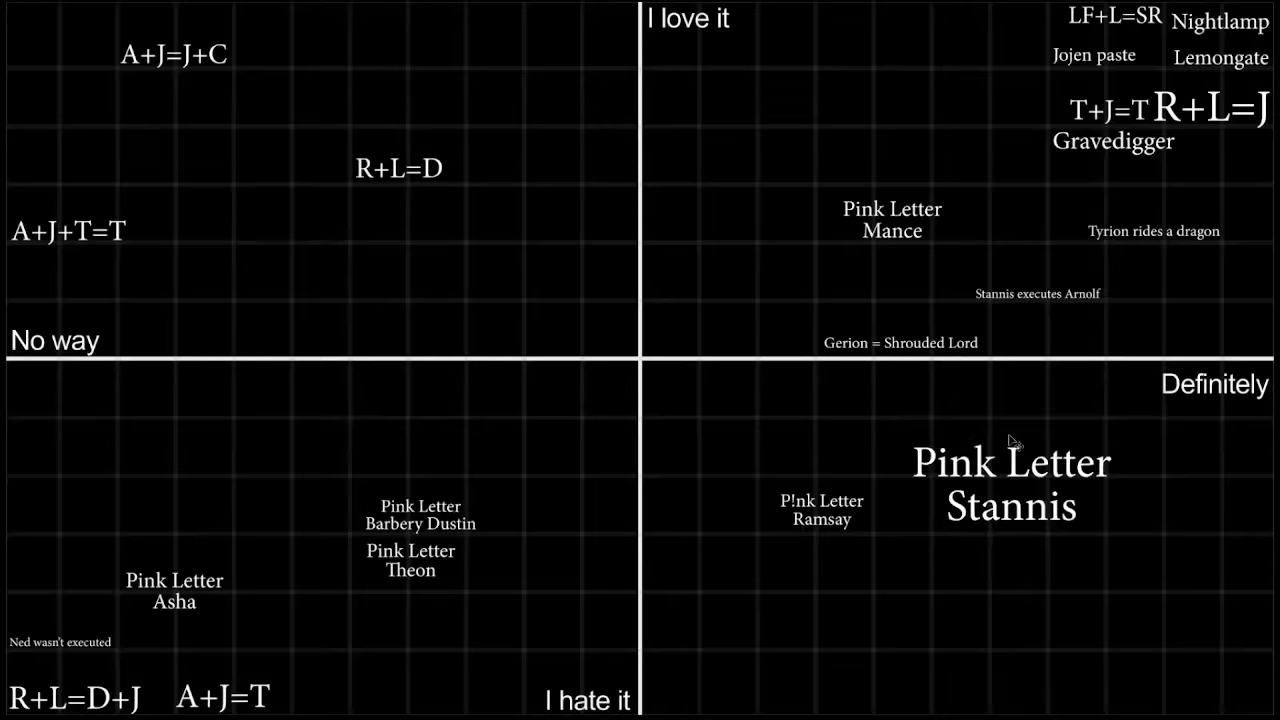 A+J=J+C
R+L=D
A+J+T=T
No way
I love it
LF+L=SR
Nightlamp
Jojen paste
Lemongate
T+J=T
R+L=J
Gravedigger
Pink Letter
Mance
Tyrion rides a dragon
Stannis executes Arnolf
Gerion = Shrouded Lord
Pink Letter
Barbery Dustin
Pink Letter
Theon
Pink Letter
Asha
Ned wasn't executed
R+L=D+J
A+J=T
I hate it
Definitely
Pink Letter
Stannis
P!nk Letter
Ramsay